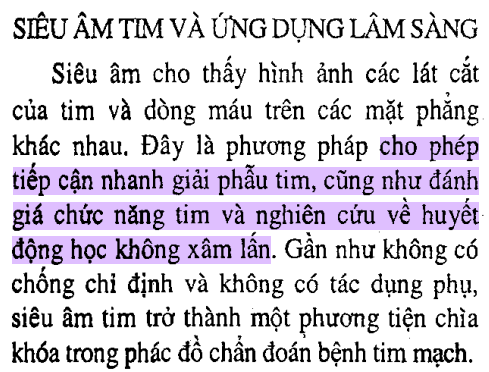 SIÊU ÂM TIM VÀ ỨNG DỤNG LÂM SÀNG
Siêu âm cho thấy hình ảnh các lát cắt
của tim và dòng máu trên các mặt phẳng
khác nhau. Đây là phương pháp cho phép
tiếp cận nhanh giải phẫu tim, cũng như đánh
giá chức năng tim và nghiên cứu về huyết
động học không xâm lấn. Gần như không có
chống chỉ định và không có tác dụng phụ,
siêu âm tim trở thành một phương tiện chìa
khóa trong phác đồ chẩn đoán bệnh tim mạch.